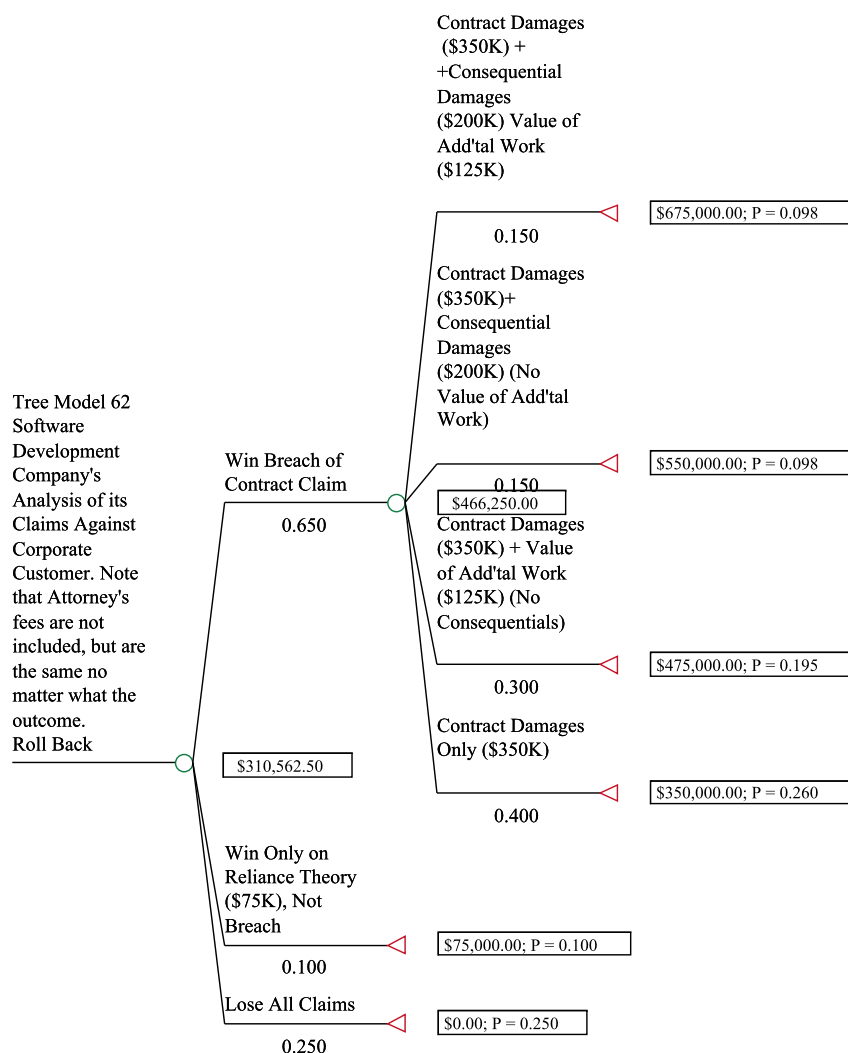 Contract Damages
($350K) +
+Consequential
Damages
($200K) Value of
Add'tal Work
($125K)
$675,000.00; P = 0.098
0.150
Contract Damages
($350K)+
Consequential
Damages
($200K) (No
Value of Add'tal
Work)
$550,000.00; P = 0.098
0.150
Tree Model 62
Software
Development
Company's
Analysis of its
Claims Against
Corporate
Customer. Note
that Attorney's
fees are not
included, but are
the same no
matter what the
outcome.
Roll Back
Win Breach of
Contract Claim
0.650
$466,250.00
Contract Damages
($350K) + Value
of Add'tal Work
($125K) (No
Consequentials)
$475,000.00; P = 0.195
0.300
Contract Damages
Only ($350K)
$350,000.00; P = 0.260
0.400
$310,562.50
Win Only on
Reliance Theory
($75K), Not
Breach
$75,000.00; P = 0.100
0.100
Lose All Claims
$0.00; P = 0.250
0.250